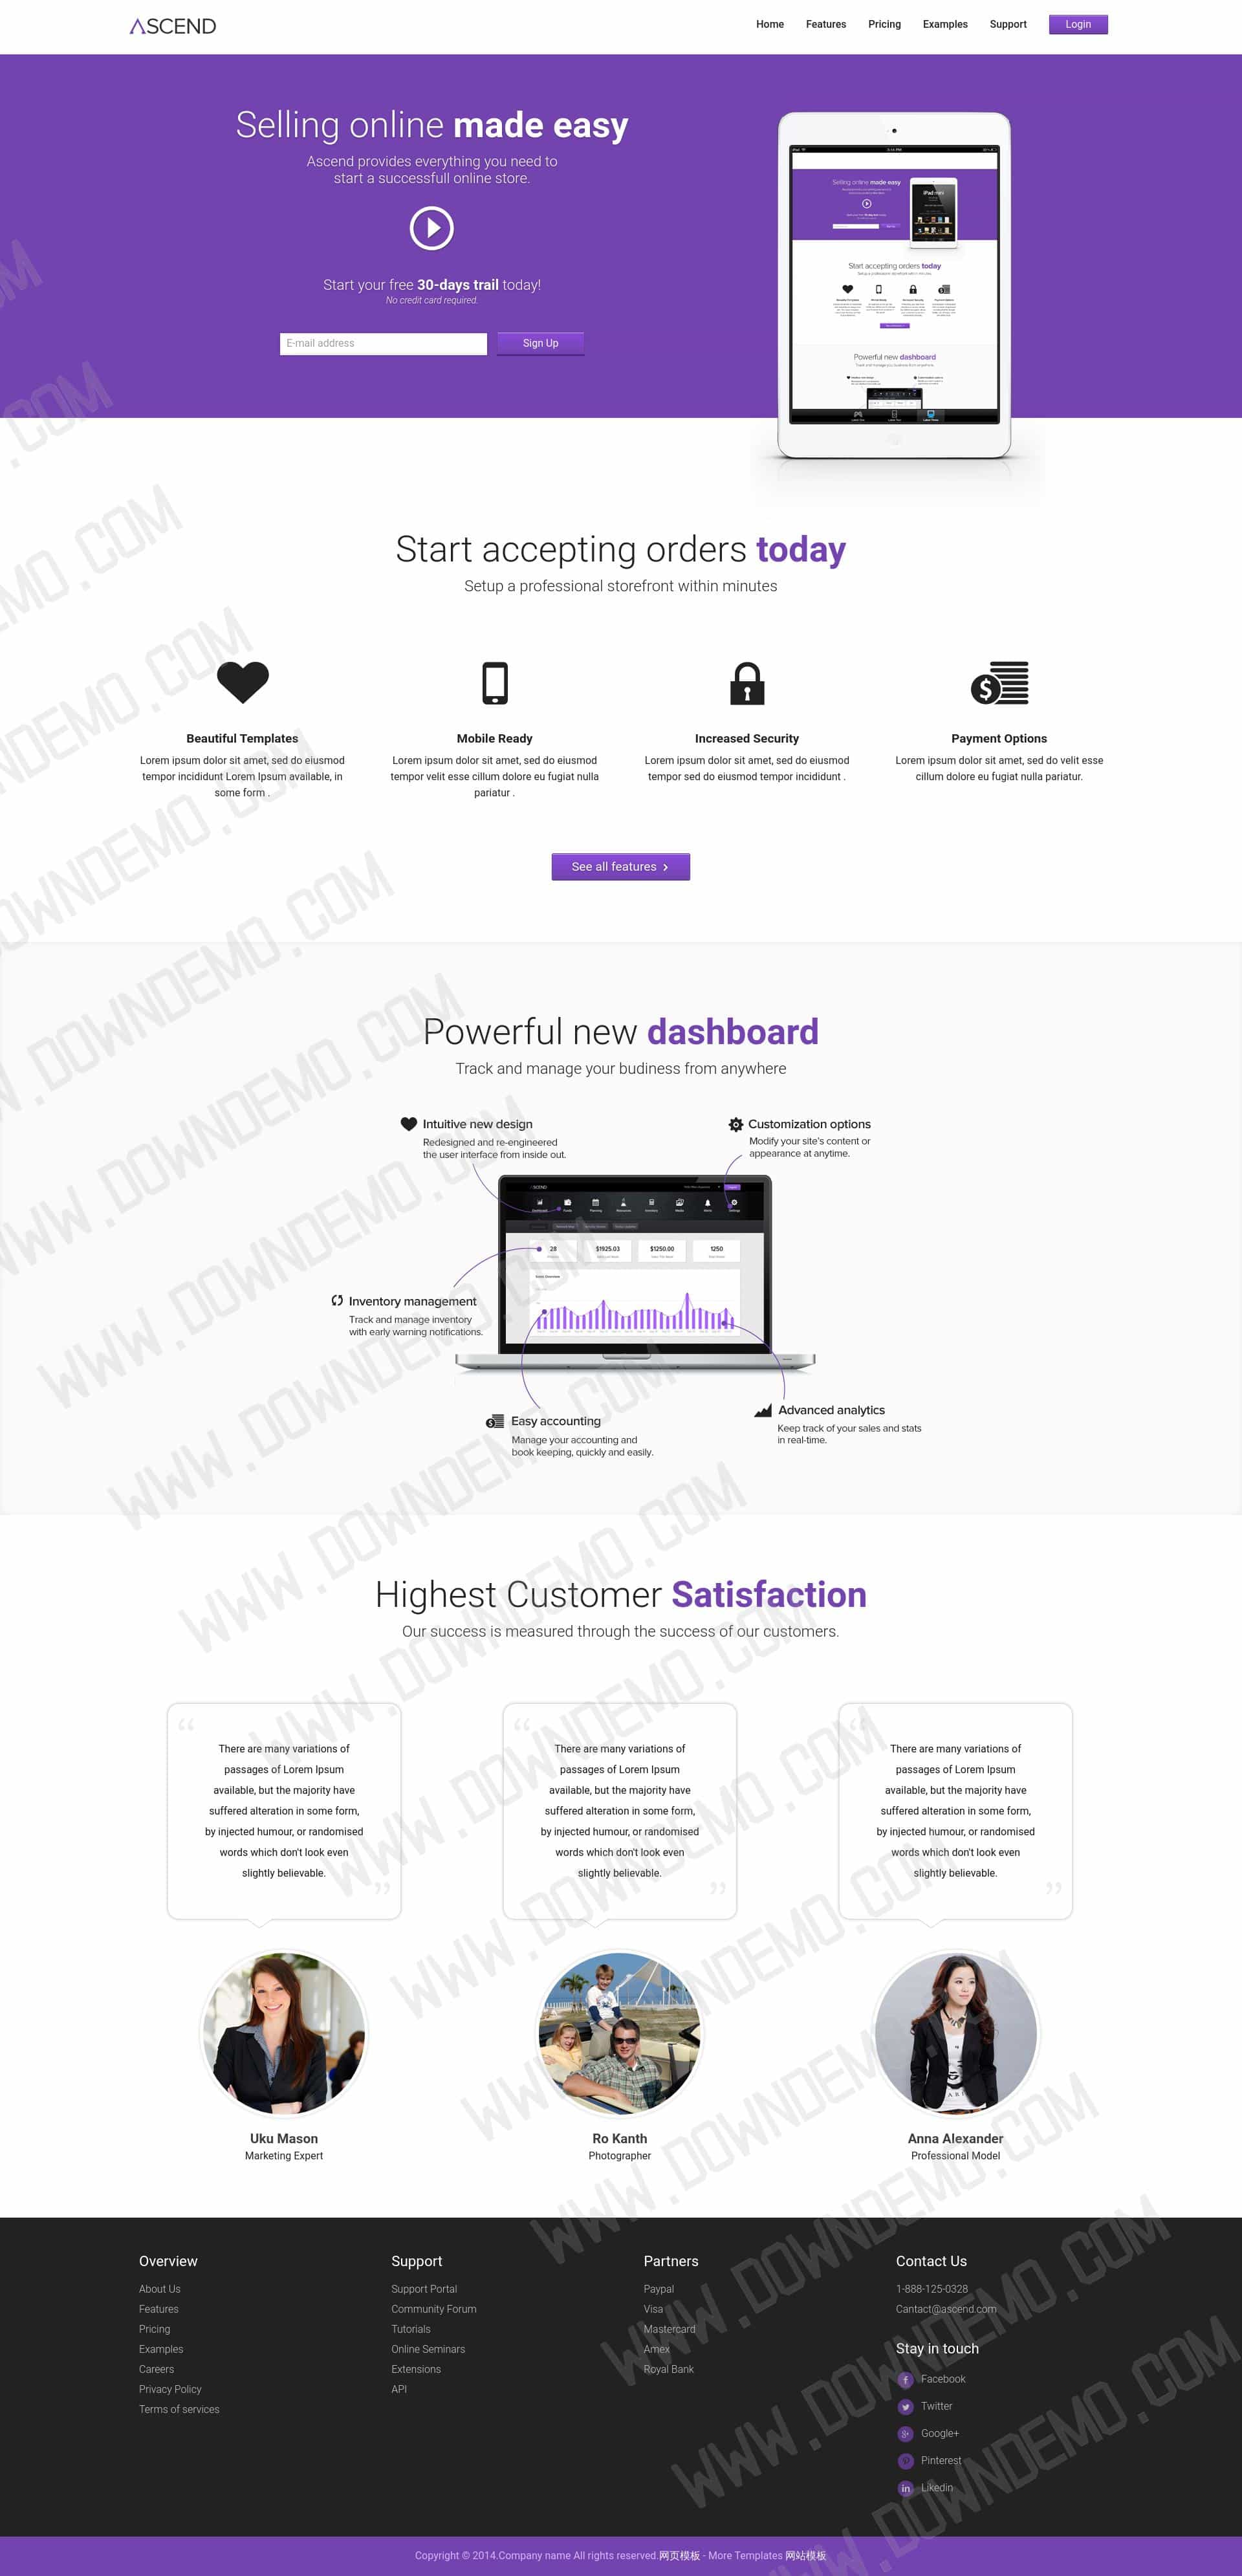 ASCEND
Home Features Pricing Examples Support Login
Selling online made easy
Ascend provides everything you need to
start a successfull online store.
Start your free 30-days trail today!
No credit card required.
E-mail address Sign Up
Selling online made easy
iPad mini
Start accepting orders today
Powerful new dashboard
Start accepting orders today
Setup a professional storefront within minutes
Beautiful Templates
Lorem ipsum dolor sit amet, sed do eiusmod
tempor incididunt Lorem Ipsum available, in
some form .
Mobile Ready
Lorem ipsum dolor sit amet, sed do eiusmod
tempor velit esse cillum dolore eu fugiat nulla
pariatur .
Increased Security
Lorem ipsum dolor sit amet, sed do eiusmod
tempor sed do eiusmod tempor incididunt .
Payment Options
Lorem ipsum dolor sit amet, sed do velit esse
cillum dolore eu fugiat nulla pariatur.
See all features
Powerful new dashboard
Track and manage your budiness from anywhere
Intuitive new design
Redesigned and re-engineered
the user interface from inside out.
Customization options
Modify your site's content or
appearance at anytime.
28 $1925.03 $1250.00 1250
Inventory management
Track and manage inventory
with early warning notifications.
Easy accounting
Manage your accounting and
book keeping, quickly and easily.
Advanced analytics
Keep track of your sales and stats
in real-time.
Highest Customer Satisfaction
Our success is measured through the success of our customers.
There are many variations of
passages of Lorem Ipsum
available, but the majority have
suffered alteration in some form,
by injected humour, or randomised
words which don't look even
slightly believable.
Uku Mason
Marketing Expert
There are many variations of
passages of Lorem Ipsum
available, but the majority have
suffered alteration in some form,
by injected humour, or randomised
words which don't look even
slightly believable.
Ro Kanth
Photographer
There are many variations of
passages of Lorem Ipsum
available, but the majority have
suffered alteration in some form,
by injected humour, or randomised
words which don't look even
slightly believable.
Anna Alexander
Professional Model
Overview
About Us
Features
Pricing
Examples
Careers
Privacy Policy
Terms of services
Support
Support Portal
Community Forum
Tutorials
Online Seminars
Extensions
API
Partners
Paypal
Visa
Mastercard
Amex
Royal Bank
Contact Us
1-888-125-0328
Cantact@ascend.com
Stay in touch
Facebook
Twitter
Google+
Pinterest
Likedin
Copyright © 2014.Company name All rights reserved.网页模板 - More Templates 网站模板
WWW.DOWNDEMO.COM